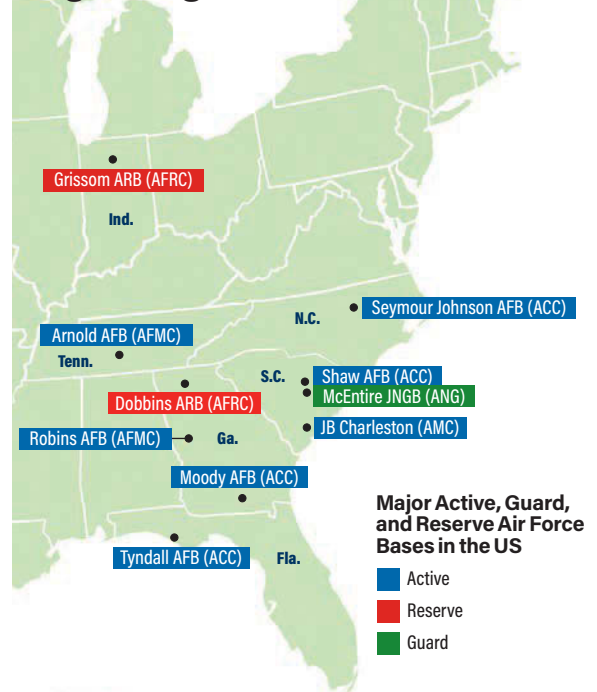 Grissom ARB (AFRC)
Ind.
Seymour Johnson AFB (ACC)
N.C.
Arnold AFB (AFMC)
Tenn.
S.C.
Shaw AFB (ACC)
McEntire JNGB (ANG)
Dobbins ARB (AFRC)
JB Charleston (AMC)
Robins AFB (AFMC)
Ga.
Moody AFB (ACC)
Tyndall AFB (ACC)
Fla.
Major Active, Guard,
and Reserve Air Force
Bases in the US
Active
Reserve
Guard